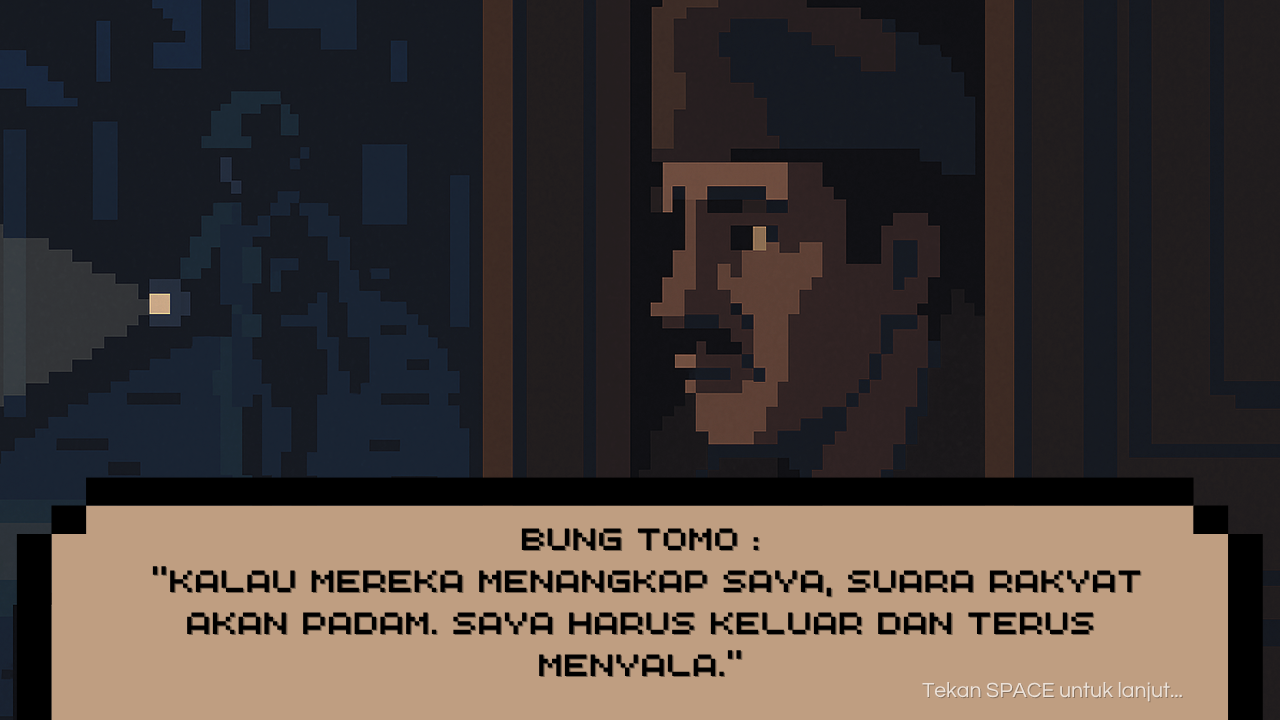 BUNG TOMO :
"KALAU MEREKA MENANGKAP SAYA, SUARA RAKYAT
AKAN PADAM. SAYA HARUS KELUAR DAN TERUS
MENYALA."
Tekan SPACE untuk lanjut...